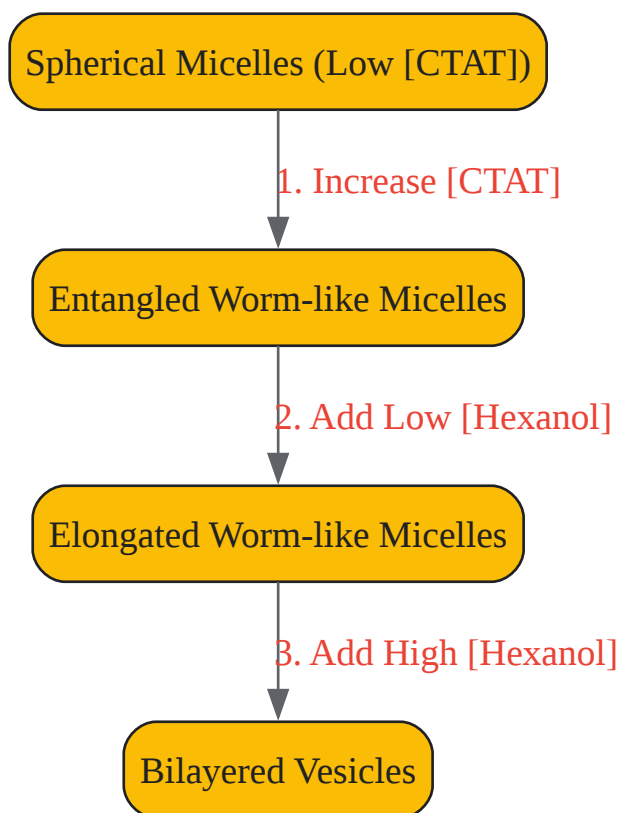 Spherical Micelles (Low [CTAT])
1. Increase [CTAT]
Entangled Worm-like Micelles
2. Add Low [Hexanol]
Elongated Worm-like Micelles
3. Add High [Hexanol]
Bilayered Vesicles